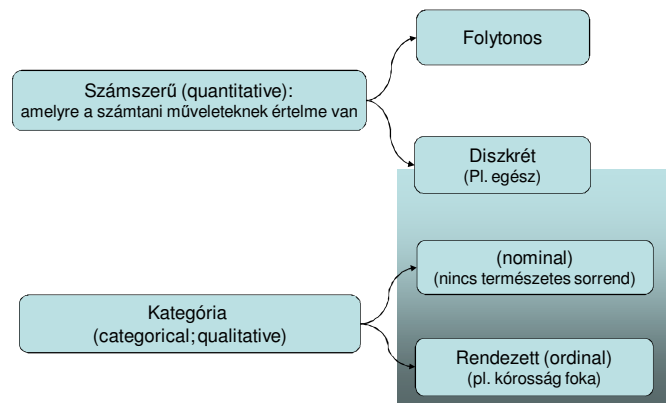 Folytonos
Számszerű (quantitative):
amelyre a számtani műveleteknek értelme van
Diszkrét
(Pl. egész)
(nominal)
(nincs természetes sorrend)
Kategória
(categorical; qualitative)
Rendezett (ordinal)
(pl. kórosság foka)